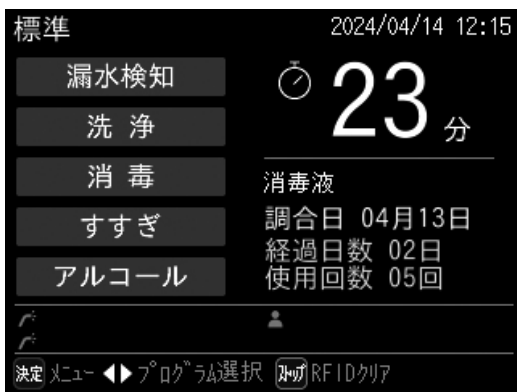 標準 2024/04/14 12:15
漏水検知
洗 浄
消 毒
すすぎ
アルコール
23分
消毒液
調合日 04月13日
経過日数 02日
使用回数 05回
決定 メニュー ◀▶ プログラム選択 ストップ RFIDクリア